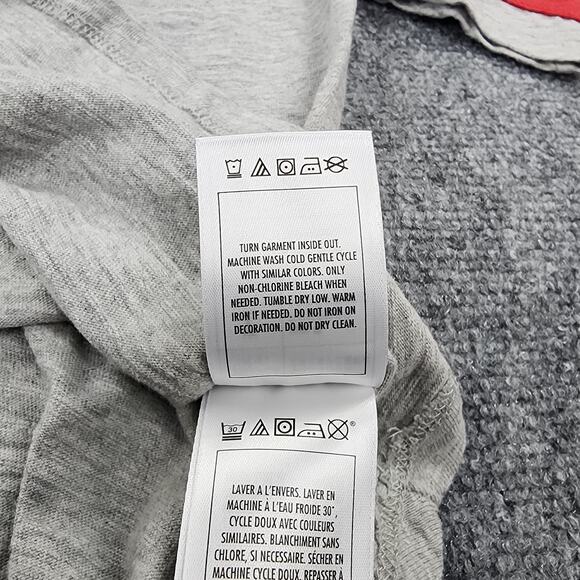 TURN GARMENT INSIDE OUT.
MACHINE WASH COLD GENTLE CYCLE
WITH SIMILAR COLORS. ONLY
NON-CHLORINE BLEACH WHEN
NEEDED. TUMBLE DRY LOW. WARM
IRON IF NEEDED. DO NOT IRON ON
DECORATION. DO NOT DRY CLEAN.
30 ®
LAVER A L'ENVERS. LAVER EN
MACHINE À L'EAU FROIDE 30°,
CYCLE DOUX AVEC COULEURS
SIMILAIRES. BLANCHIMENT SANS
CHLORE, SI NECESSAIRE. SÉCHER EN
MACHINE CYCLE DOUX. REPASSER À